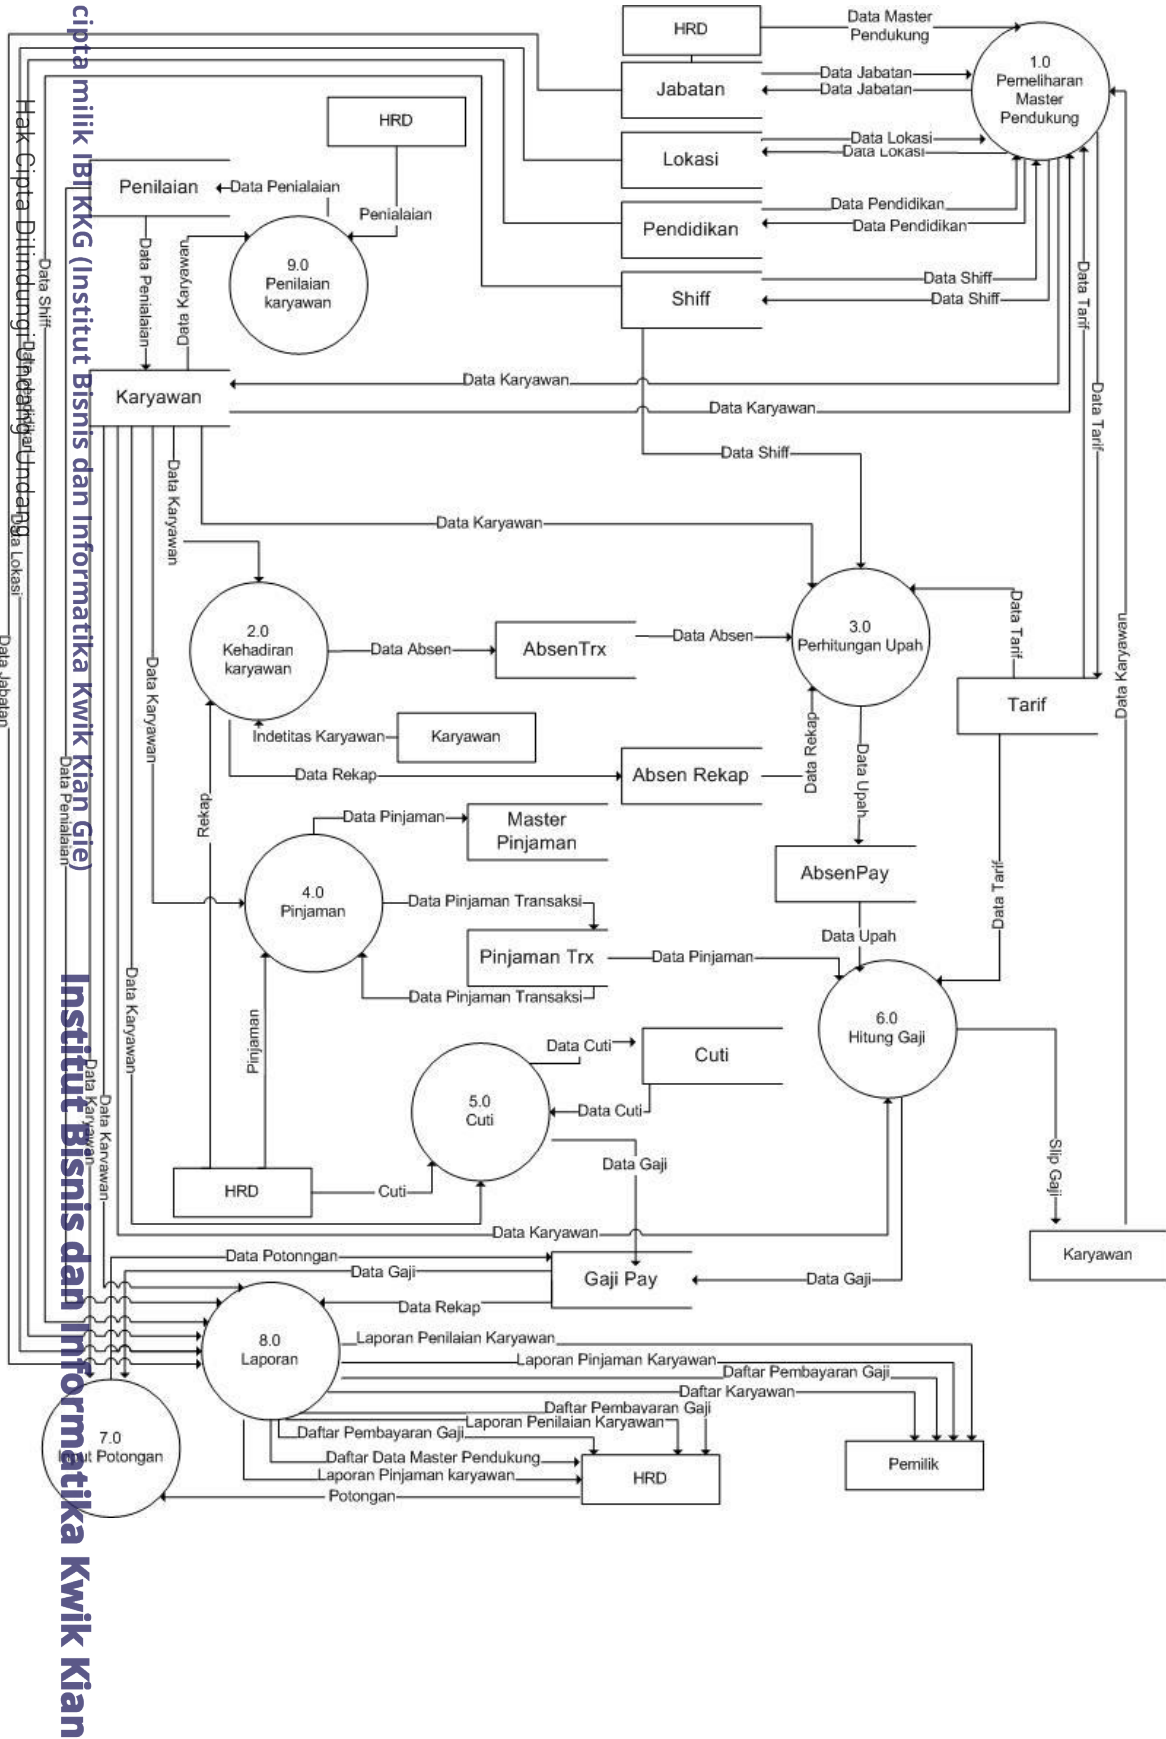 HRD
Data Master
Pendukung
1.0
Pemeliharan
Master
Pendukung
Jabatan
Data Jabatan
Data Jabatan
Lokasi
Data Lokasi
Data Lokasi
Pendidikan
Data Pendidikan
Data Pendidikan
Shiff
Data Shiff
Data Shiff
HRD
Penilaian
Data Penialaian
Penialaian
9.0
Penilaian
karyawan
Data Penialaian
Data Karyawan
Karyawan
Data Karyawan
Data Karyawan
Data Shiff
Data Tarif
Data Tarif
Data Karyawan
Data Karyawan
Data Karyawan
2.0
Kehadiran
karyawan
Data Absen
AbsenTrx
Data Absen
3.0
Perhitungan Upah
Data Tarif
Tarif
Indetitas Karyawan
Karyawan
Data Rekap
Absen Rekap
Data Rekap
Data Upah
Rekap
Data Karyawan
Data Pinjaman
Master
Pinjaman
4.0
Pinjaman
Data Pinjaman Transaksi
Pinjaman Trx
Data Pinjaman
Data Pinjaman Transaksi
AbsenPay
Data Upah
Data Tarif
6.0
Hitung Gaji
Pinjaman
Data Karyawan
5.0
Cuti
Data Cuti
Cuti
Data Cuti
Data Gaji
HRD
Cuti
Slip Gaji
Karyawan
Data Karyawan
Data Karyawan
Data Karyawan
Data Potonngan
Data Gaji
Gaji Pay
Data Gaji
Data Rekap
8.0
Laporan
Laporan Penilaian Karyawan
Laporan Pinjaman Karyawan
Daftar Pembayaran Gaji
Daftar Karyawan
Daftar Pembayaran Gaji
Laporan Penilaian Karyawan
Daftar Pembayaran Gaji
Daftar Data Master Pendukung
Laporan Pinjaman karyawan
Potongan
HRD
Pemilik
7.0
Input Potongan
Data Shiff
Data Lokasi
Data Jabatan
Data Penialaian
Hak Cipta Dilindungi Undang-Undang
cipta milik IBI KKG (Institut Bisnis dan Informatika Kwik Kian Gie)
Institut Bisnis dan Informatika Kwik Kian